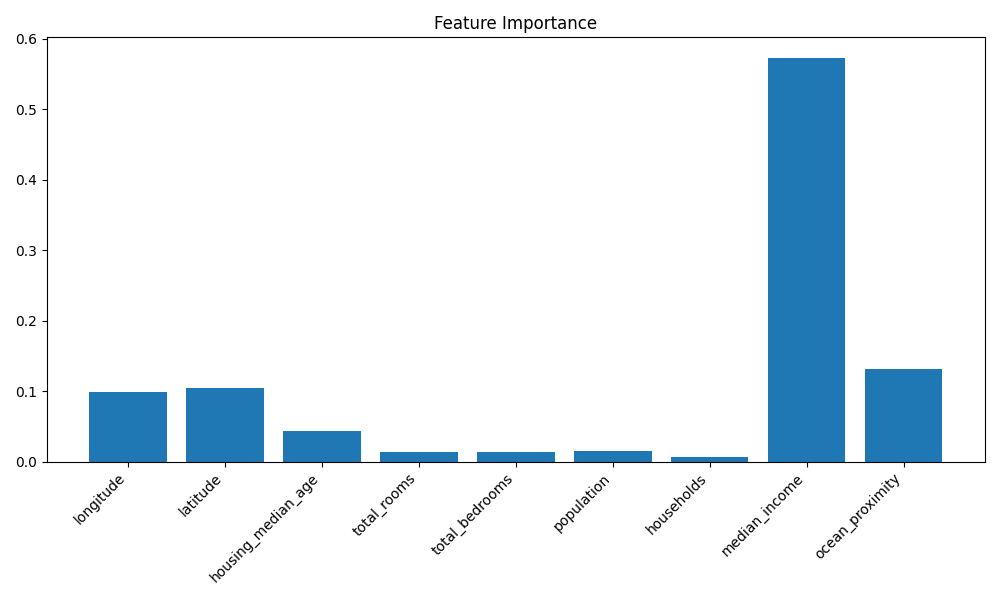 Feature Importance
0.6
0.5
0.4
0.3
0.2
0.1
0.0
longitude
latitude
housing_median_age
total_rooms
total_bedrooms
population
households
median_income
ocean_proximity